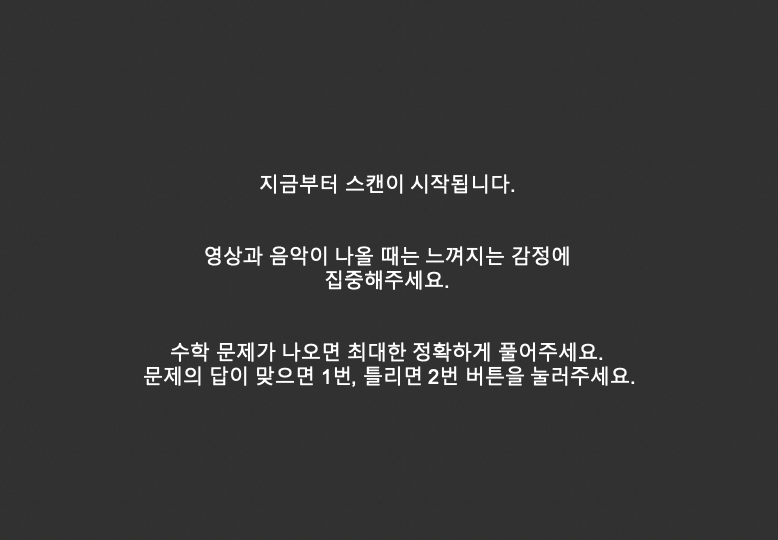 지금부터 스캔이 시작됩니다.
영상과 음악이 나올 때는 느껴지는 감정에
집중해주세요.
수학 문제가 나오면 최대한 정확하게 풀어주세요.
문제의 답이 맞으면 1번, 틀리면 2번 버튼을 눌러주세요.